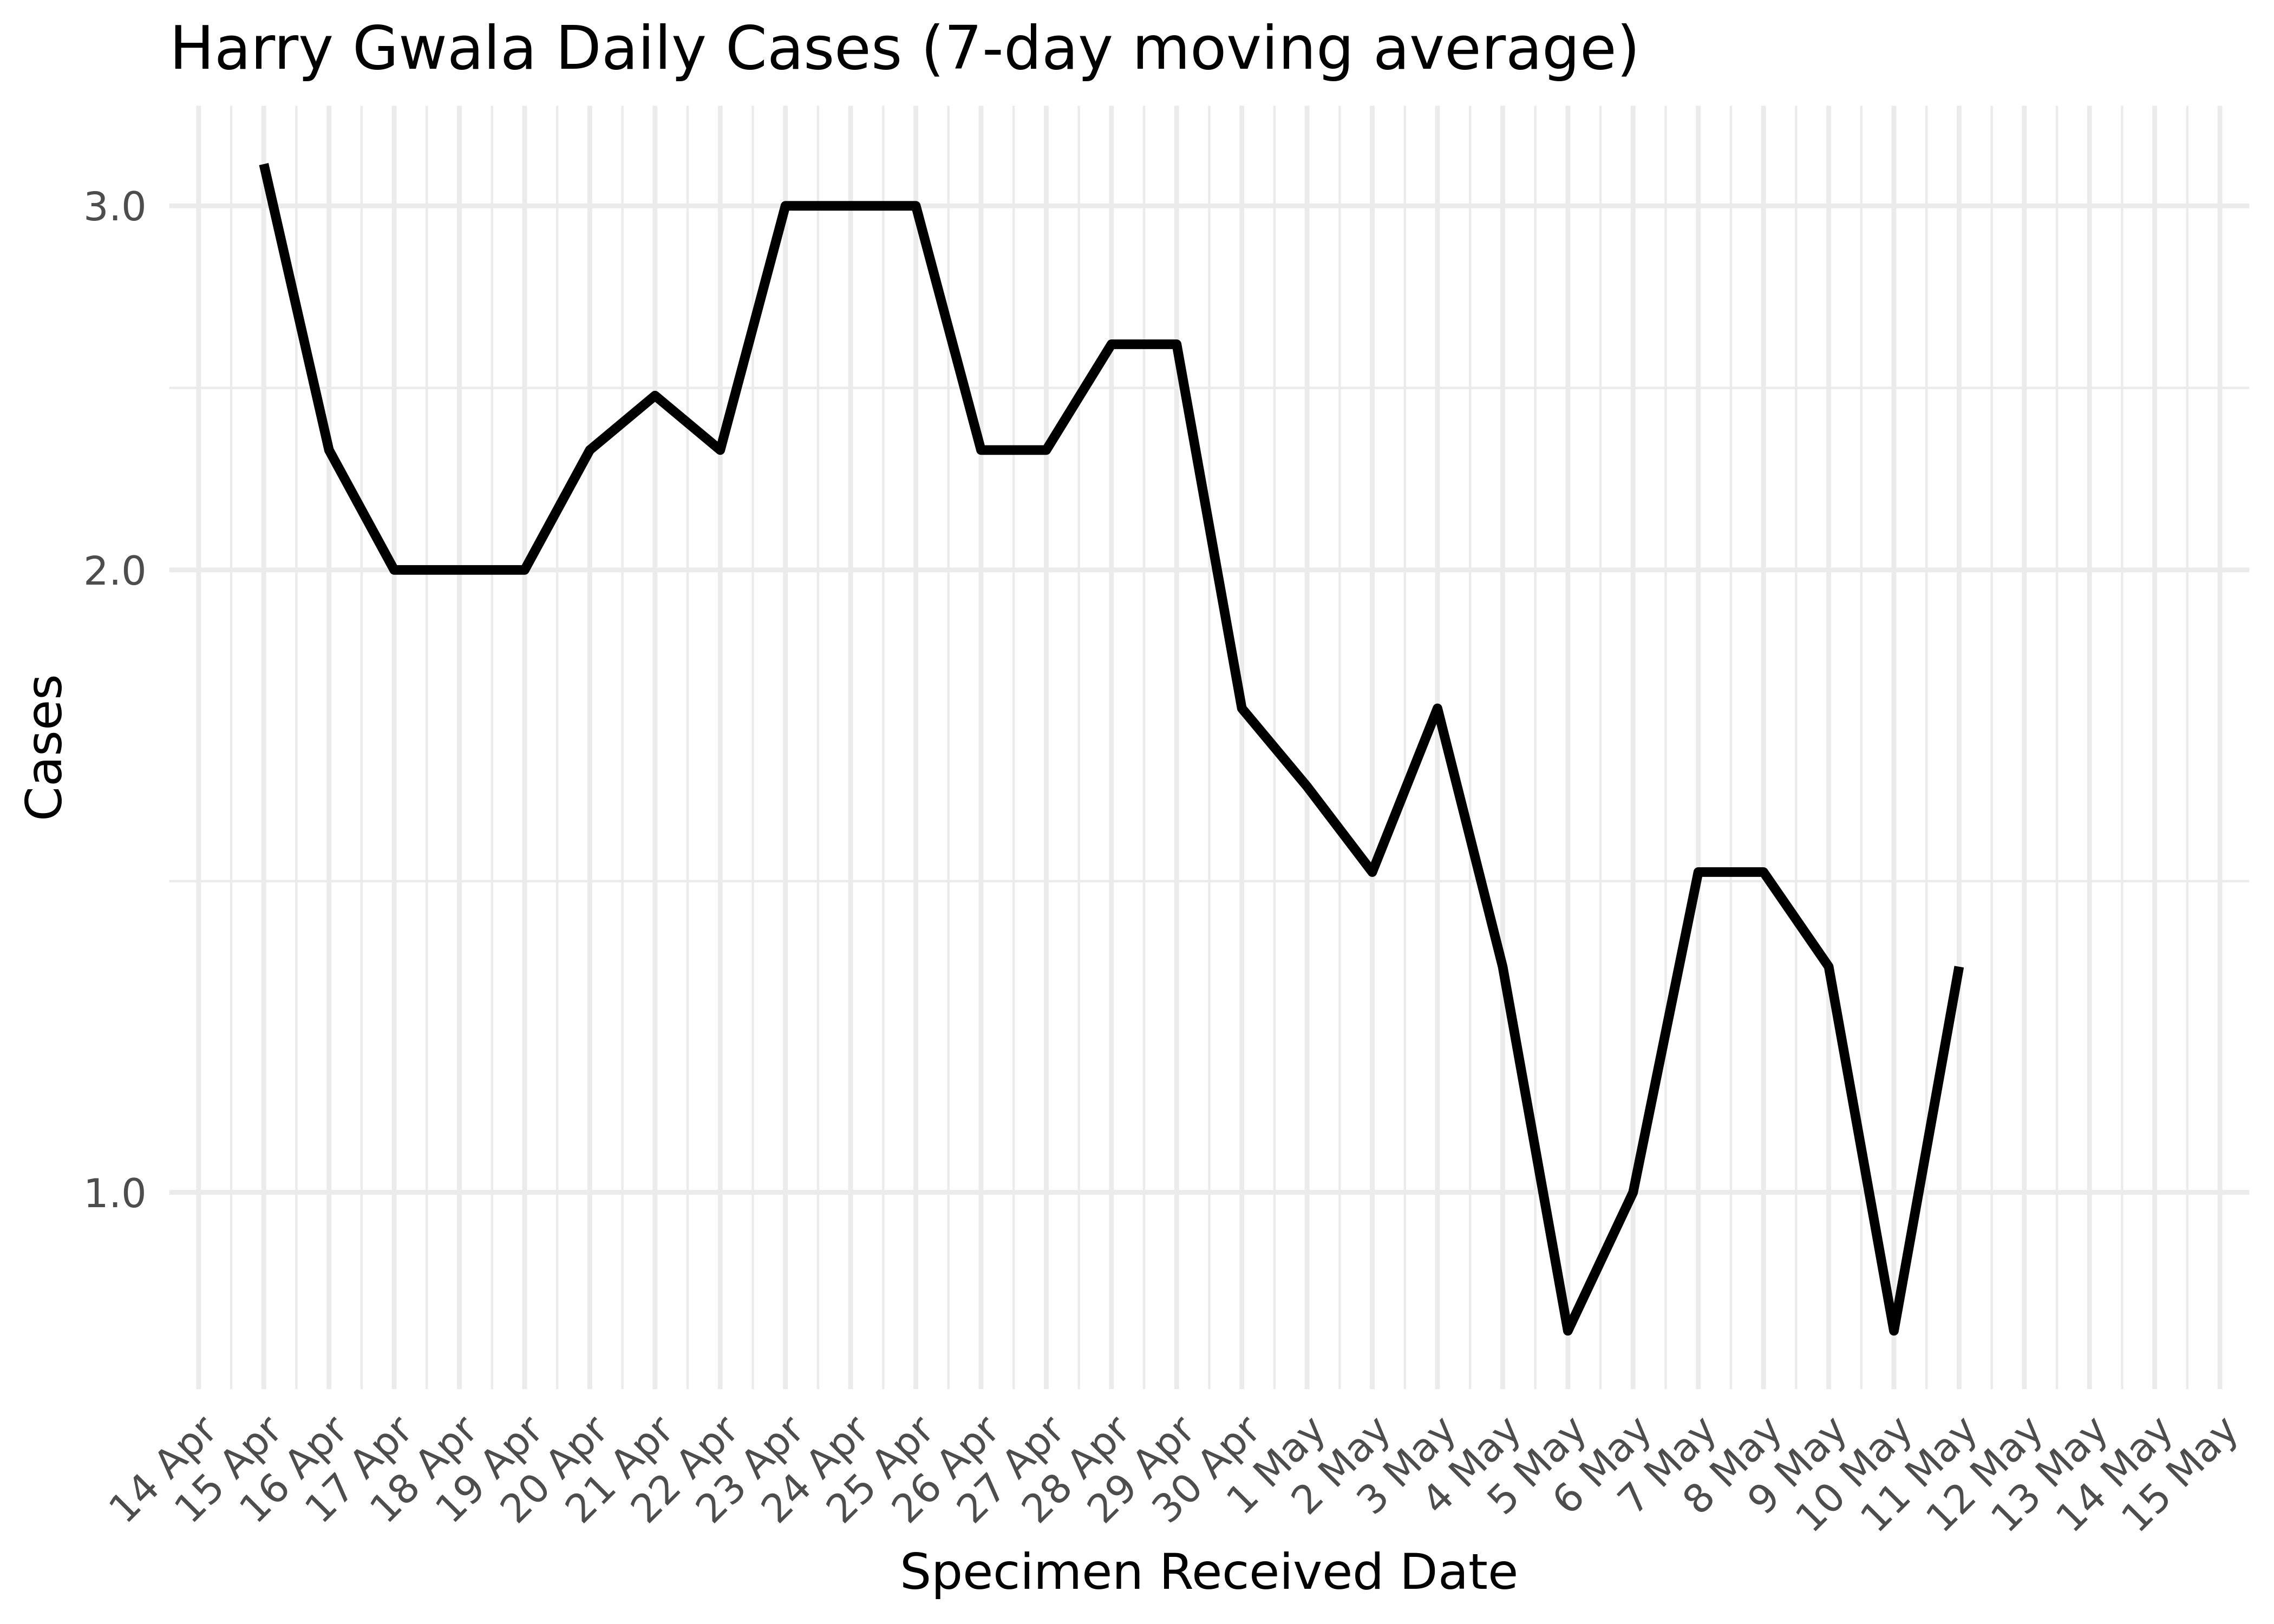 Harry Gwala Daily Cases (7-day moving average)
Cases
3.0
2.0
1.0
14 Apr
15 Apr
16 Apr
17 Apr
18 Apr
19 Apr
20 Apr
21 Apr
22 Apr
23 Apr
24 Apr
25 Apr
26 Apr
27 Apr
28 Apr
29 Apr
30 Apr
1 May
2 May
3 May
4 May
5 May
6 May
7 May
8 May
9 May
10 May
11 May
12 May
13 May
14 May
15 May
Specimen Received Date